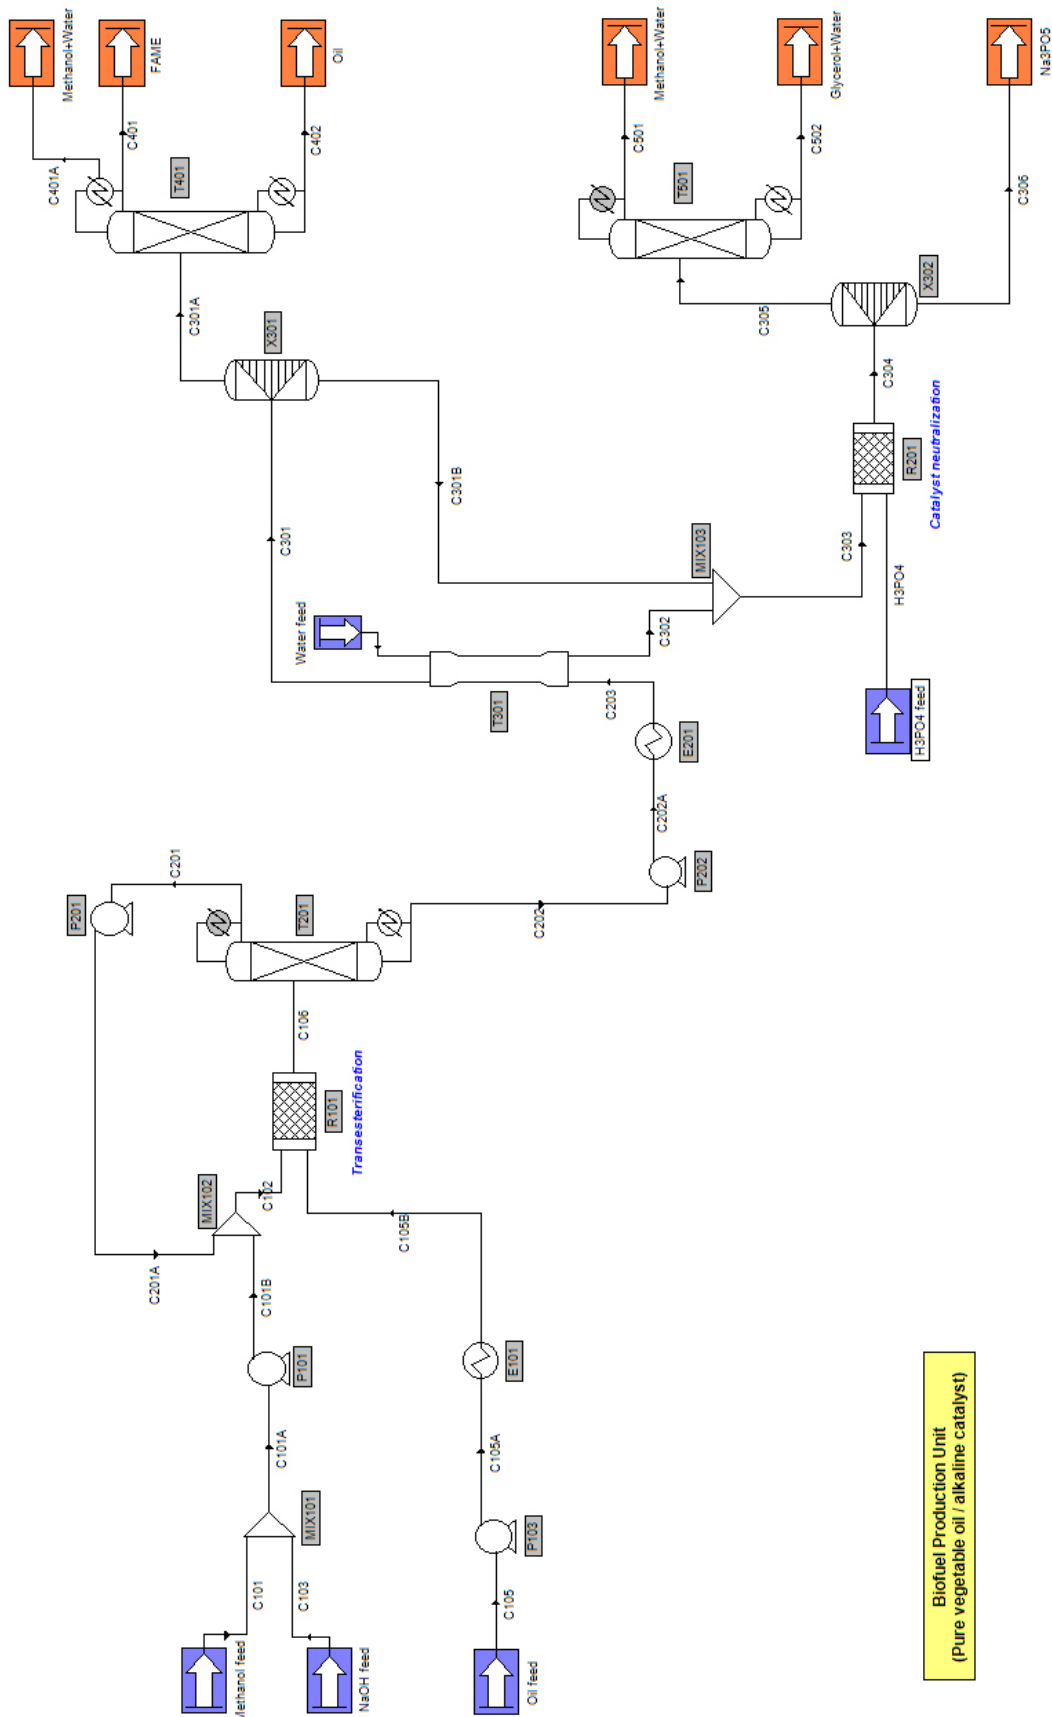 Methanol feed
NaOH feed
Oil feed
C101
C103
C105
MIX101
C101A
P103
C105A
P101
E101
C101B
C105B
C201A
MIX102
C102
R101
Transesterification
C106
P201
C201
T201
C202
P202
C202A
E201
C203
T301
Water feed
C301
C302
MIX103
C301B
X301
C301A
T401
C401A
C401
C402
Methanol+Water
FAME
Oil
H3PO4 feed
H3PO4
C303
R201
Catalyst neutralization
C304
X302
C305
C306
T501
C501
C502
Methanol+Water
Glycerol+Water
Na3PO5
Biofuel Production Unit
(Pure vegetable oil / alkaline catalyst)